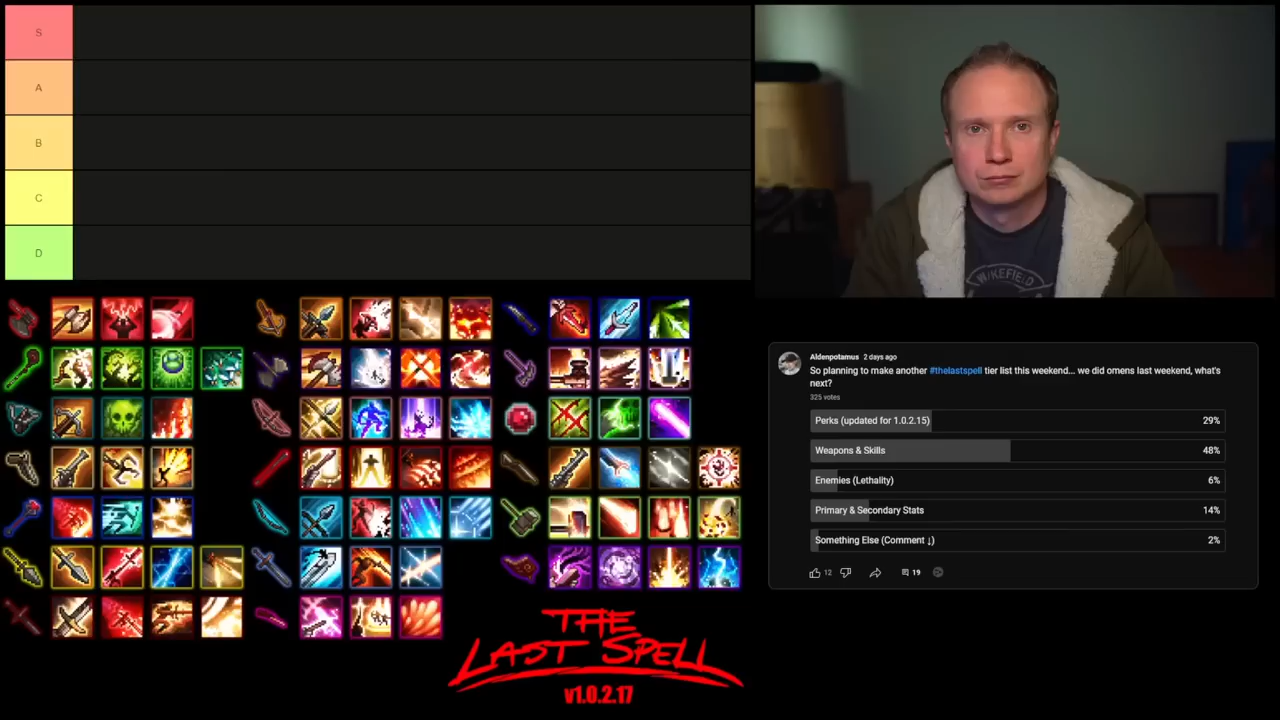 S
A
B
C
D
WAKEFIELD
Aldenpotamus 2 days ago
So planning to make another #thelastspell tier list this weekend... we did omens last weekend, what's
next?
325 votes
Perks (updated for 1.0.2.15) 29%
Weapons & Skills 48%
Enemies (Lethality) 6%
Primary & Secondary Stats 14%
Something Else (Comment ↓) 2%
12 19
THE
LAST SPELL
v1.0.2.17